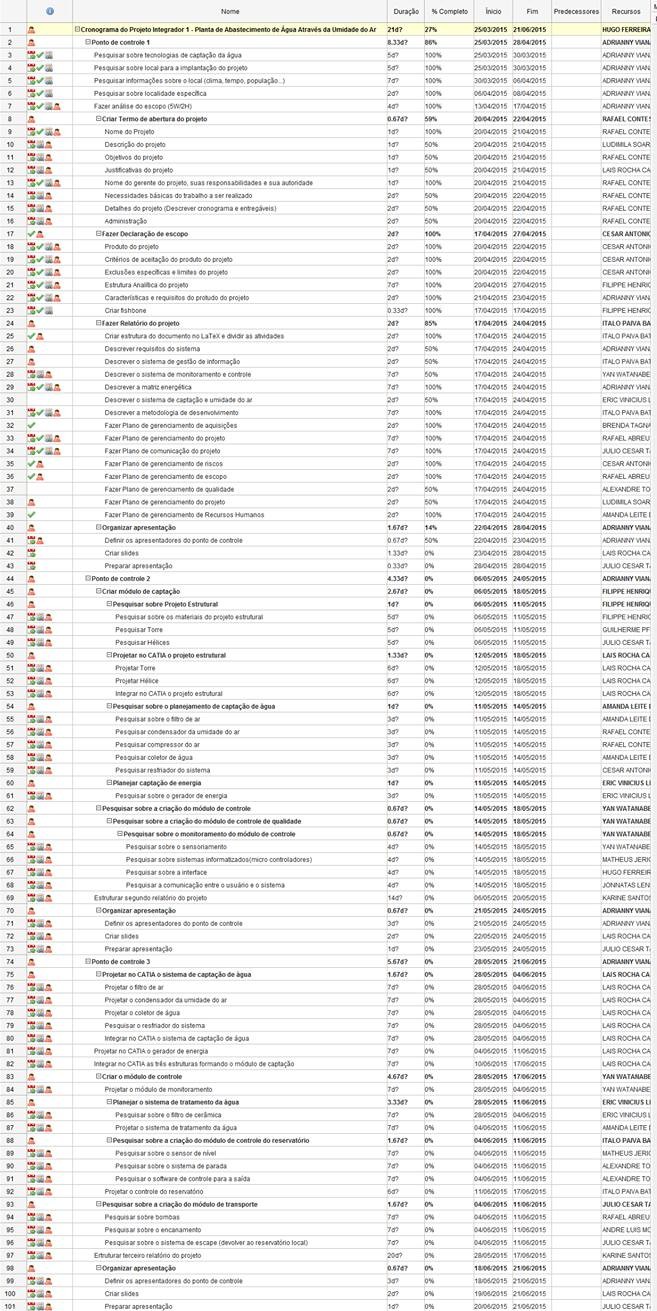 Nome Duração % Completo Início Fim Predecessores Recursos
1 Cronograma do Projeto Integrador 1 - Planta de Abastecimento de Água Através da Umidade do Ar 21d? 27% 25/03/2015 21/06/2015 HUGO FERREIRA
2 Ponto de controle 1 8.33d? 86% 25/03/2015 28/04/2015 ADRIANNY VIAN
3 Pesquisar sobre tecnologias de captação da água 5d? 100% 25/03/2015 30/03/2015 ADRIANNY VIAN
4 Pesquisar sobre local para a implantação do projeto 5d? 100% 25/03/2015 30/03/2015 ADRIANNY VIAN
5 Pesquisar informações sobre o local (clima, tempo, população...) 7d? 100% 30/03/2015 06/04/2015 ADRIANNY VIAN
6 Pesquisar sobre localidade específica 2d? 100% 06/04/2015 08/04/2015 ADRIANNY VIAN
7 Fazer análise do escopo (5W/2H) 4d? 100% 13/04/2015 17/04/2015 ADRIANNY VIAN
8 Criar Termo de abertura do projeto 0.67d? 59% 20/04/2015 22/04/2015 RAFAEL CONTE
9 Nome do Projeto 1d? 100% 20/04/2015 21/04/2015 RAFAEL CONTE
10 Descrição do projeto 1d? 50% 20/04/2015 21/04/2015 LUDIMILA SOAR
11 Objetivos do projeto 1d? 50% 20/04/2015 21/04/2015 RAFAEL CONTE
12 Justificativas do projeto 1d? 50% 20/04/2015 21/04/2015 LAIS ROCHA CA
13 Nome do gerente do projeto, suas responsabilidades e sua autoridade 1d? 100% 20/04/2015 21/04/2015 RAFAEL CONTE
14 Necessidades básicas do trabalho a ser realizado 2d? 50% 20/04/2015 22/04/2015 RAFAEL CONTE
15 Detalhes do projeto (Descrever cronograma e entregáveis) 2d? 50% 20/04/2015 22/04/2015 RAFAEL CONTE
16 Administração 2d? 50% 20/04/2015 22/04/2015 RAFAEL CONTE
17 Fazer Declaração de escopo 2d? 100% 17/04/2015 27/04/2015 CESAR ANTONIO
18 Produto do projeto 2d? 100% 20/04/2015 22/04/2015 CESAR ANTONI
19 Critérios de aceitação do produto do projeto 2d? 100% 20/04/2015 22/04/2015 CESAR ANTONI
20 Exclusões específicas e limites do projeto 2d? 100% 20/04/2015 22/04/2015 CESAR ANTONI
21 Estrutura Analítica do projeto 7d? 100% 20/04/2015 27/04/2015 FILIPPE HENRIC
22 Características e requisitos do protudo do projeto 2d? 100% 21/04/2015 23/04/2015 ADRIANNY VIAN
23 Criar fishbone 0.33d? 100% 17/04/2015 17/04/2015 FILIPPE HENRIC
24 Fazer Relatório do projeto 2d? 85% 17/04/2015 24/04/2015 ITALO PAIVA BA
25 Criar estrutura do documento no LaTeX e dividir as atividades 2d? 100% 17/04/2015 24/04/2015 ITALO PAIVA BAT
26 Descrever requisitos do sistema 2d? 50% 17/04/2015 24/04/2015 ADRIANNY VIAN
27 Descrever o sistema de gestão de informação 2d? 50% 17/04/2015 24/04/2015 ADRIANNY VIAN
28 Descrever o sistema de monitoramento e controle 7d? 50% 17/04/2015 24/04/2015 YAN WATANABE
29 Descrever a matriz energética 7d? 100% 17/04/2015 24/04/2015 ADRIANNY VIAN
30 Descrever o sistema de captação e umidade do ar 2d? 50% 17/04/2015 24/04/2015 ERIC VINICIUS L
31 Descrever a metodologia de desenvolvimento 7d? 100% 17/04/2015 24/04/2015 ITALO PAIVA BAT
32 Fazer Plano de gerenciamento de aquisições 2d? 100% 17/04/2015 24/04/2015 BRENDA TAGNA
33 Fazer Plano de gerenciamento do projeto 7d? 100% 17/04/2015 24/04/2015 RAFAEL ABREU
34 Fazer Plano de comunicação do projeto 7d? 100% 17/04/2015 24/04/2015 JULIO CESAR T
35 Fazer Plano de gerenciamento de riscos 2d? 100% 17/04/2015 24/04/2015 CESAR ANTONI
36 Fazer Plano de gerenciamento de escopo 2d? 100% 17/04/2015 24/04/2015 RAFAEL ABREU
37 Fazer Plano de gerenciamento de qualidade 2d? 50% 17/04/2015 24/04/2015 ALEXANDRE TO
38 Fazer Plano de gerenciamento do projeto 2d? 50% 17/04/2015 24/04/2015 LUDIMILA SOAR
39 Fazer Plano de gerenciamento de Recursos Humanos 2d? 100% 17/04/2015 24/04/2015 AMANDA LEITE D
40 Organizar apresentação 1.67d? 14% 22/04/2015 28/04/2015 ADRIANNY VIAN
41 Definir os apresentadores do ponto de controle 0.67d? 50% 22/04/2015 23/04/2015 ADRIANNY VIAN
42 Criar slides 1.33d? 0% 23/04/2015 28/04/2015 LAIS ROCHA CA
43 Preparar apresentação 0.33d? 0% 28/04/2015 28/04/2015 JULIO CESAR T
44 Ponto de controle 2 4.33d? 0% 06/05/2015 24/05/2015 ADRIANNY VIAN
45 Criar módulo de captação 2.67d? 0% 06/05/2015 18/05/2015 FILIPPE HENRIQ
46 Pesquisar sobre Projeto Estrutural 1d? 0% 06/05/2015 11/05/2015 FILIPPE HENRIQ
47 Pesquisar sobre os materiais do projeto estrutural 5d? 0% 06/05/2015 11/05/2015 FILIPPE HENRIC
48 Pesquisar Torre 5d? 0% 06/05/2015 11/05/2015 GUILHERME PF
49 Pesquisar Hélices 5d? 0% 06/05/2015 11/05/2015 JULIO CESAR T
50 Projetar no CATIA o projeto estrutural 1.33d? 0% 12/05/2015 18/05/2015 LAIS ROCHA CA
51 Projetar Torre 6d? 0% 12/05/2015 18/05/2015 LAIS ROCHA CA
52 Projetar Hélice 6d? 0% 12/05/2015 18/05/2015 LAIS ROCHA CA
53 Integrar no CATIA o projeto estrutural 6d? 0% 12/05/2015 18/05/2015 LAIS ROCHA CA
54 Pesquisar sobre o planejamento de captação de água 1d? 0% 11/05/2015 14/05/2015 AMANDA LEITE D
55 Pesquisar sobre o filtro de ar 3d? 0% 11/05/2015 14/05/2015 AMANDA LEITE D
56 Pesquisar condensador da umidade do ar 3d? 0% 11/05/2015 14/05/2015 RAFAEL CONTE
57 Pesquisar compressor do ar 3d? 0% 11/05/2015 14/05/2015 RAFAEL CONTE
58 Pesquisar coletor de água 3d? 0% 11/05/2015 14/05/2015 AMANDA LEITE D
59 Pesquisar resfriador do sistema 3d? 0% 11/05/2015 14/05/2015 CESAR ANTONI
60 Planejar captação de energia 1d? 0% 11/05/2015 14/05/2015 ERIC VINICIUS L
61 Pesquisar sobre o gerador de energia 3d? 0% 11/05/2015 14/05/2015 ERIC VINICIUS L
62 Pesquisar sobre a criação do módulo de controle 0.67d? 0% 14/05/2015 18/05/2015 YAN WATANABE
63 Pesquisar sobre a criação do módulo de controle de qualidade 0.67d? 0% 14/05/2015 18/05/2015 YAN WATANABE
64 Pesquisar sobre o monitoramento do módulo de controle 0.67d? 0% 14/05/2015 18/05/2015 YAN WATANABE
65 Pesquisar sobre o sensoriamento 4d? 0% 14/05/2015 18/05/2015 YAN WATANABE
66 Pesquisar sobre sistemas informatizados(micro controladores) 4d? 0% 14/05/2015 18/05/2015 MATHEUS JERIC
67 Pesquisar sobre a interface 4d? 0% 14/05/2015 18/05/2015 HUGO FERREIRA
68 Pesquisar a comunicação entre o usuário e o sistema 4d? 0% 14/05/2015 18/05/2015 JONNATAS LEN
69 Estruturar segundo relatório do projeto 14d? 0% 06/05/2015 20/05/2015 KARINE SANTOS
70 Organizar apresentação 0.67d? 0% 21/05/2015 24/05/2015 ADRIANNY VIAN
71 Definir os apresentadores do ponto de controle 3d? 0% 21/05/2015 24/05/2015 ADRIANNY VIAN
72 Criar slides 2d? 0% 22/05/2015 24/05/2015 LAIS ROCHA CA
73 Preparar apresentação 1d? 0% 23/05/2015 24/05/2015 JULIO CESAR T
74 Ponto de controle 3 5.67d? 0% 28/05/2015 21/06/2015 ADRIANNY VIAN
75 Projetar no CATIA o sistema de captação de água 1.67d? 0% 28/05/2015 04/06/2015 LAIS ROCHA CA
76 Projetar o filtro de ar 7d? 0% 28/05/2015 04/06/2015 LAIS ROCHA CA
77 Projetar o condensador da umidade do ar 7d? 0% 28/05/2015 04/06/2015 LAIS ROCHA CA
78 Projetar o coletor de água 7d? 0% 28/05/2015 04/06/2015 LAIS ROCHA CA
79 Pesquisar o resfriador do sistema 7d? 0% 28/05/2015 04/06/2015 LAIS ROCHA CA
80 Integrar no CATIA o sistema de captação de água 7d? 0% 28/05/2015 04/06/2015 LAIS ROCHA CA
81 Projetar no CATIA o gerador de energia 7d? 0% 04/06/2015 11/06/2015 LAIS ROCHA CA
82 Integrar no CATIA as três estruturas formando o módulo de captação 10d? 0% 07/06/2015 17/06/2015 LAIS ROCHA CA
83 Criar o módulo de controle 4.67d? 0% 28/05/2015 17/06/2015 YAN WATANABE
84 Projetar o módulo de monitoramento 7d? 0% 28/05/2015 04/06/2015 YAN WATANABE
85 Planejar o sistema de tratamento da água 3.33d? 0% 28/05/2015 11/06/2015 ERIC VINICIUS L
86 Pesquisar sobre o filtro de cerâmica 7d? 0% 28/05/2015 04/06/2015 ERIC VINICIUS L
87 Projetar o sistema de tratamento da água 7d? 0% 04/06/2015 11/06/2015 AMANDA LEITE D
88 Pesquisar sobre a criação do módulo de controle do reservatório 1.67d? 0% 04/06/2015 11/06/2015 ITALO PAIVA BA
89 Pesquisar sobre o sensor de nível 7d? 0% 04/06/2015 11/06/2015 MATHEUS JERIC
90 Pesquisar sobre o sistema de parada 7d? 0% 04/06/2015 11/06/2015 ALEXANDRE TO
91 Pesquisar o software de controle para a saída 7d? 0% 04/06/2015 11/06/2015 ALEXANDRE TO
92 Projetar o controle do reservatório 6d? 0% 11/06/2015 17/06/2015 ITALO PAIVA BAT
93 Pesquisar sobre a criação do módulo de transporte 1.67d? 0% 04/06/2015 11/06/2015 JULIO CESAR TA
94 Pesquisar sobre bombas 7d? 0% 04/06/2015 11/06/2015 RAFAEL ABREU
95 Pesquisar sobre o encanamento 7d? 0% 04/06/2015 11/06/2015 ANDRE LUIS MO
96 Pesquisar sobre o sistema de escape (devolver ao reservatório local) 7d? 0% 04/06/2015 11/06/2015 JULIO CESAR T
97 Ertruturar terceiro relatório do projeto 20d? 0% 28/05/2015 17/06/2015 KARINE SANTOS
98 Organizar apresentação 0.67d? 0% 18/06/2015 21/06/2015 ADRIANNY VIAN
99 Definir os apresentadores do ponto de controle 3d? 0% 18/06/2015 21/06/2015 ADRIANNY VIAN
100 Criar slides 2d? 0% 19/06/2015 21/06/2015 LAIS ROCHA CA
101 Preparar apresentação 1d? 0% 20/06/2015 21/06/2015 JULIO CESAR T